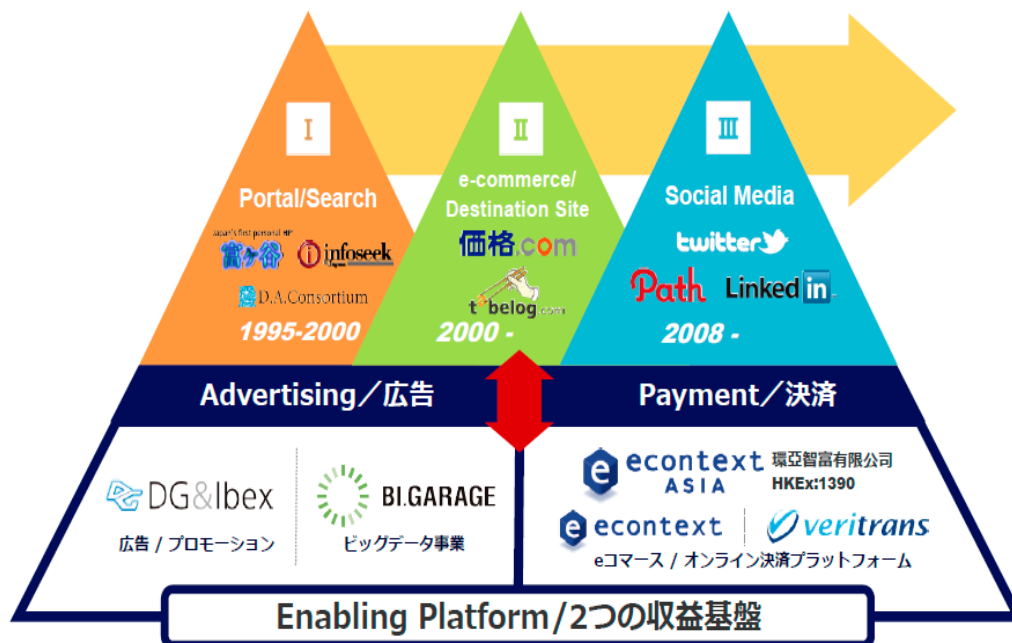 I
II
III
Portal/Search
Japan's first personal HP
富ヶ谷
infoseek
D.A.Consortium
1995-2000
e-commerce/
Destination Site
価格.com
tabelog.com
2000 -
Social Media
twitter
Path
Linked in
2008 -
Advertising／広告
Payment／決済
DG&Ibex
広告 / プロモーション
BI.GARAGE
ビッグデータ事業
e econtext
ASIA
環亞智富有限公司
HKEx:1390
e econtext
veritrans
eコマース / オンライン決済プラットフォーム
Enabling Platform/2つの収益基盤